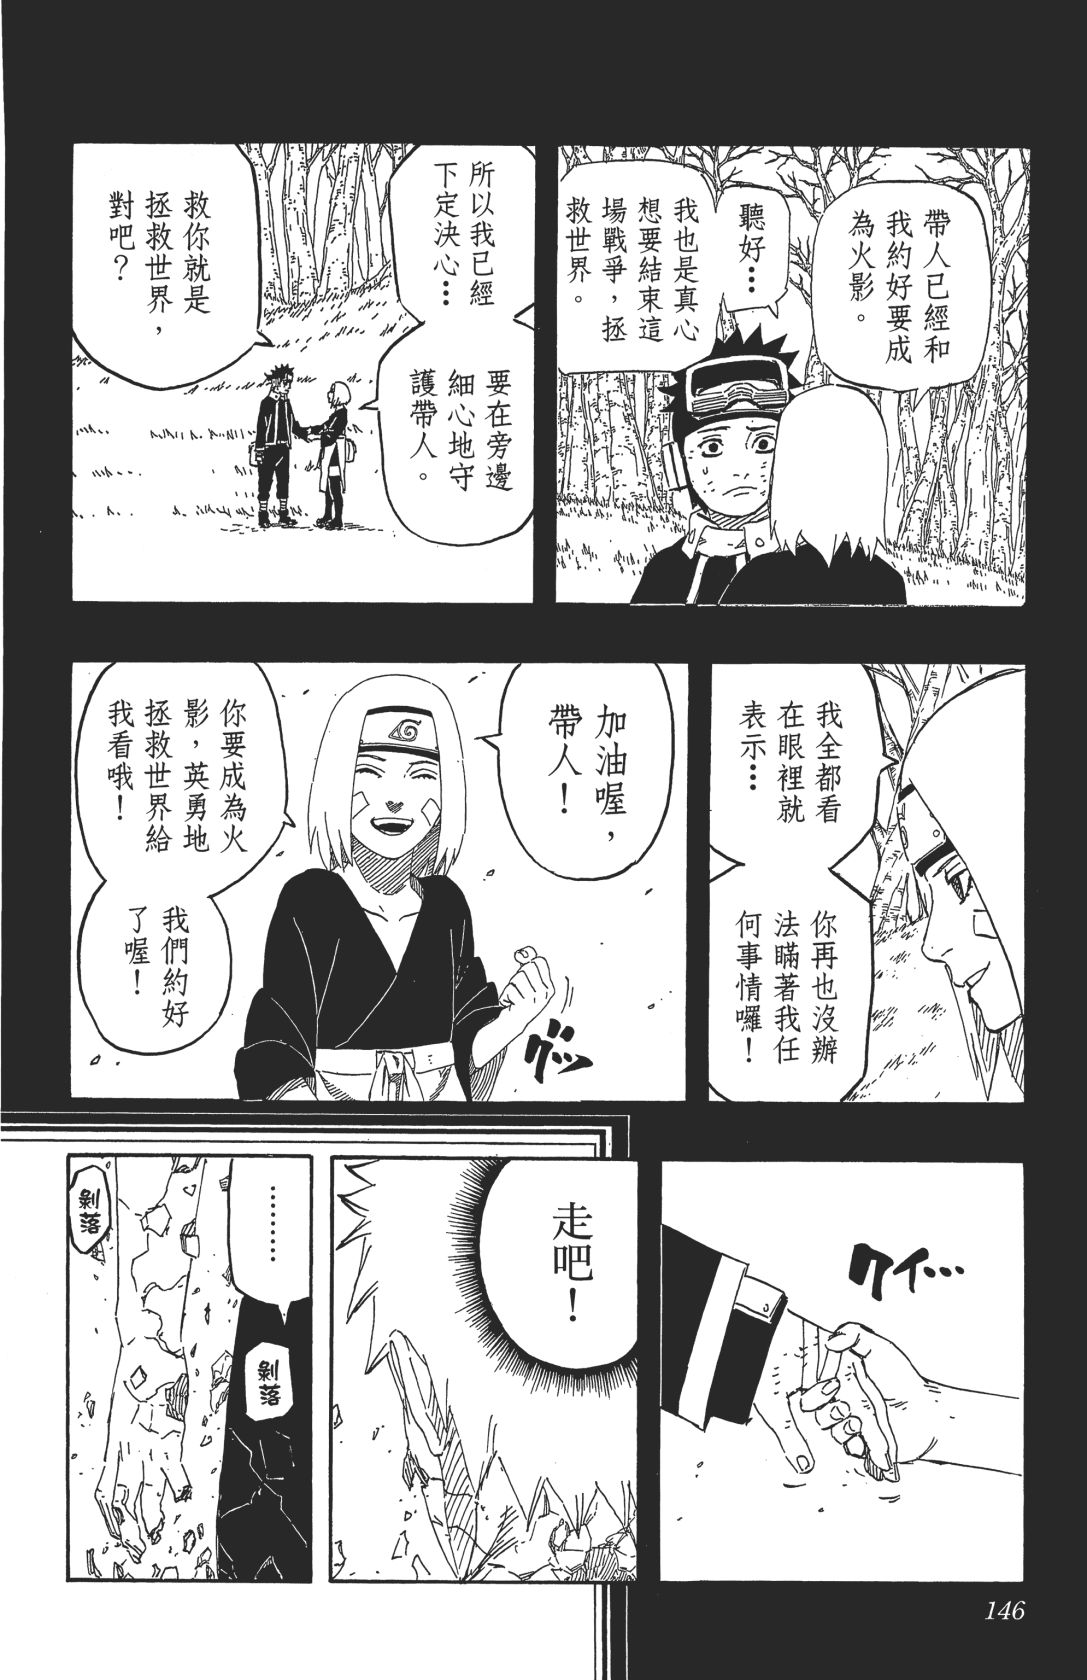 帶人已經和
我約好要成
為火影。
聽好…
我也是真心
想要結束這
場戰爭，拯
救世界。
所以我已經
下定決心…
要在旁邊
細心地守
護帶人。
救你就是
拯救世界，
對吧？
我全都看
在眼裡就
表示…
你再也沒辦
法瞞著我任
何事情囉！
加油喔，
帶人！
グッ
你要成為火
影，英勇地
拯救世界給
我看哦！
我們約好
了喔！
クイ…
走吧！
………
剝落
剝落
146